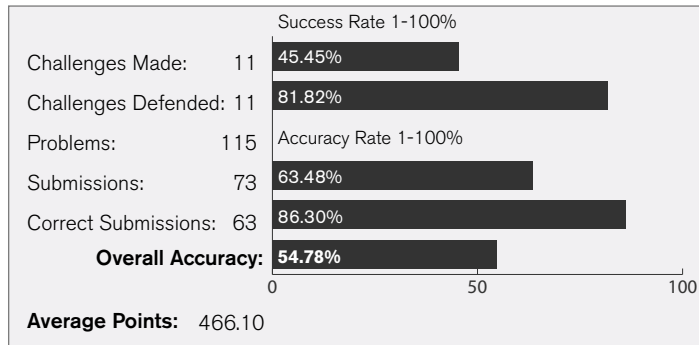 Success Rate 1-100%
Challenges Made: 11 45.45%
Challenges Defended: 11 81.82%
Problems: 115 Accuracy Rate 1-100%
Submissions: 73 63.48%
Correct Submissions: 63 86.30%
Overall Accuracy: 54.78%
0 50 100
Average Points: 466.10